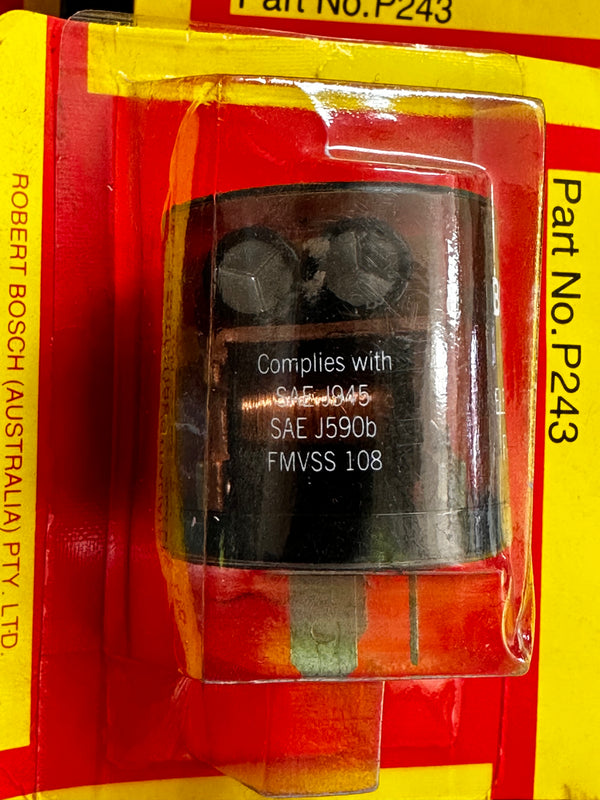 Part No.P243
Complies with
SAE J945
SAE J590b
FMVSS 108
Part No.P243
ROBERT BOSCH (AUSTRALIA) PTY. LTD.